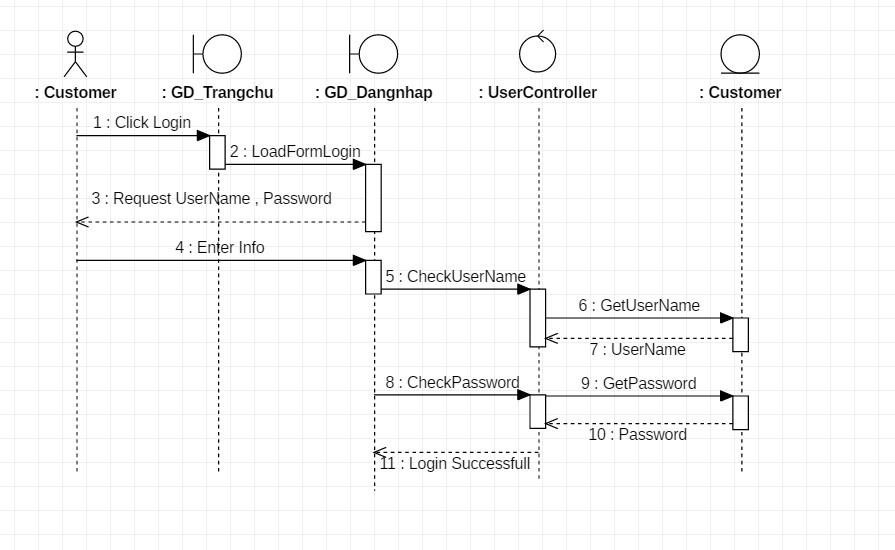 : Customer
: GD_Trangchu
: GD_Dangnhap
: UserController
: Customer
1 : Click Login
2 : LoadFormLogin
3 : Request UserName , Password
4 : Enter Info
5 : CheckUserName
6 : GetUserName
7 : UserName
8 : CheckPassword
9 : GetPassword
10 : Password
11 : Login Successfull